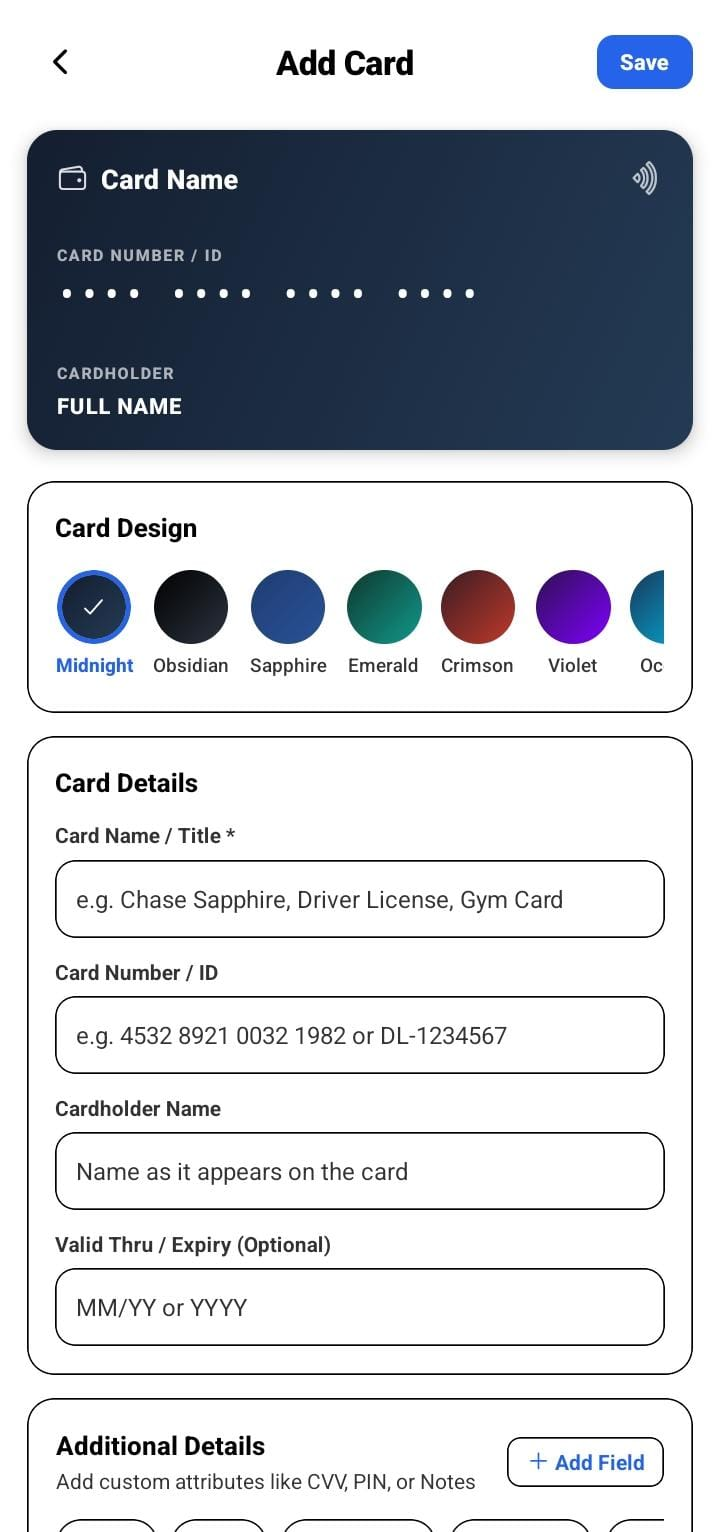 Add Card
Save
Card Name
CARD NUMBER / ID
•••• •••• •••• ••••
CARDHOLDER
FULL NAME
Card Design
Midnight Obsidian Sapphire Emerald Crimson Violet Oc
Card Details
Card Name / Title *
e.g. Chase Sapphire, Driver License, Gym Card
Card Number / ID
e.g. 4532 8921 0032 1982 or DL-1234567
Cardholder Name
Name as it appears on the card
Valid Thru / Expiry (Optional)
MM/YY or YYYY
Additional Details
Add custom attributes like CVV, PIN, or Notes
+ Add Field